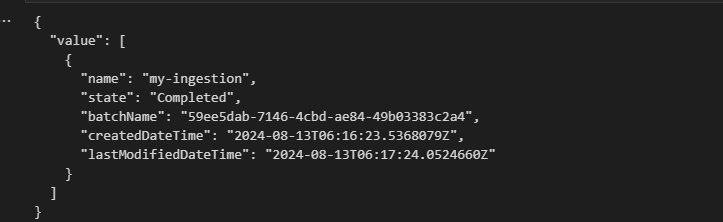 ...
{
  "value": [
    {
      "name": "my-ingestion",
      "state": "Completed",
      "batchName": "59ee5dab-7146-4cbd-ae84-49b03383c2a4",
      "createdDateTime": "2024-08-13T06:16:23.5368079Z",
      "lastModifiedDateTime": "2024-08-13T06:17:24.0524660Z"
    }
  ]
}